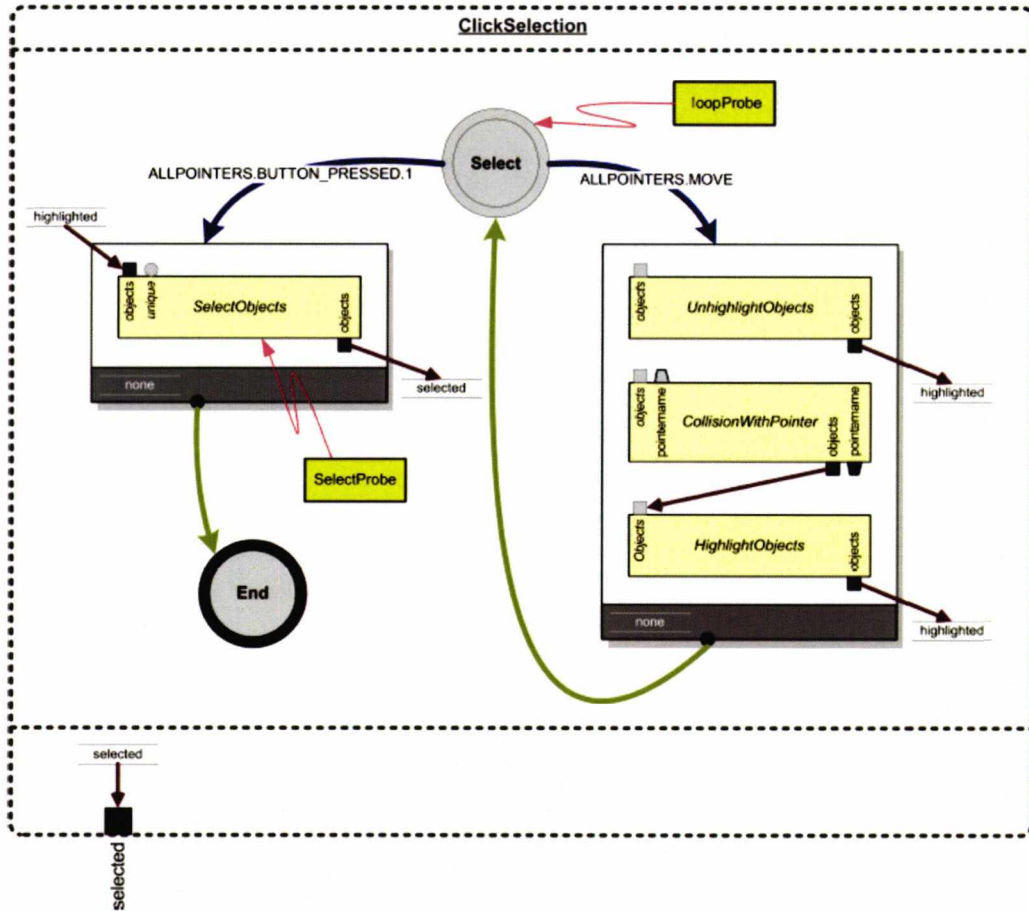 ClickSelection
loopProbe
Select
ALLPOINTERS.BUTTON_PRESSED.1
ALLPOINTERS.MOVE
highlighted
objects
SelectObjects
objects
none
selected
SelectProbe
End
objects
UnhighlightObjects
objects
highlighted
objects
pointername
CollisionWithPointer
objects
pointername
Objects
HighlightObjects
objects
none
highlighted
selected
selected